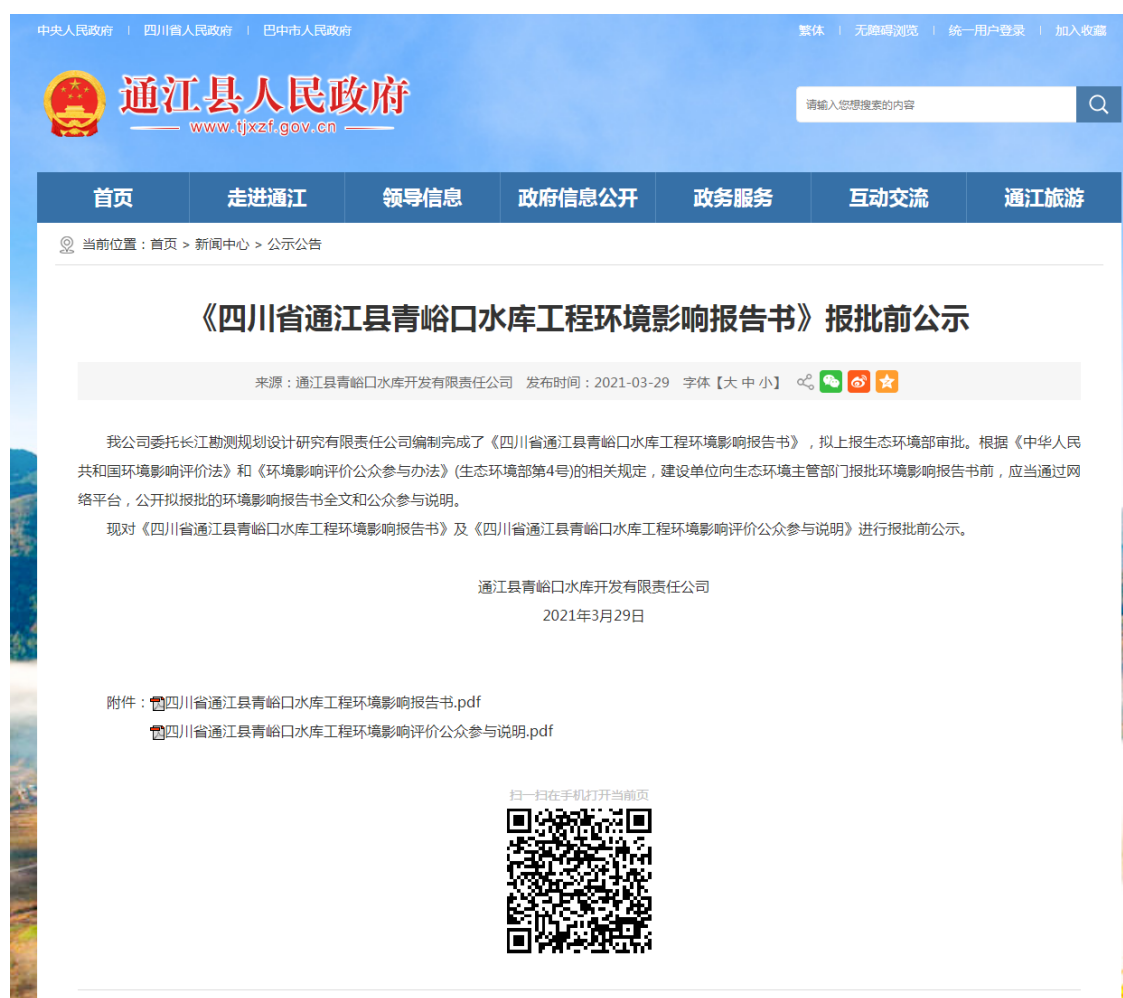 中央人民政府 | 四川省人民政府 | 巴中市人民政府
繁体 | 无障碍浏览 | 统一用户登录 | 加入收藏
通江县人民政府
www.tjxzf.gov.cn
请输入您想搜索的内容
首页 走进通江 领导信息 政府信息公开 政务服务 互动交流 通江旅游
当前位置：首页 > 新闻中心 > 公示公告
《四川省通江县青峪口水库工程环境影响报告书》报批前公示
来源：通江县青峪口水库开发有限责任公司 发布时间：2021-03-29 字体【大 中 小】
我公司委托长江勘测规划设计研究有限责任公司编制完成了《四川省通江县青峪口水库工程环境影响报告书》，拟上报生态环境部审批。根据《中华人民
共和国环境影响评价法》和《环境影响评价公众参与办法》(生态环境部第4号)的相关规定，建设单位向生态环境主管部门报批环境影响报告书前，应当通过网
络平台，公开拟报批的环境影响报告书全文和公众参与说明。
现对《四川省通江县青峪口水库工程环境影响报告书》及《四川省通江县青峪口水库工程环境影响评价公众参与说明》进行报批前公示。
通江县青峪口水库开发有限责任公司
2021年3月29日
附件：四川省通江县青峪口水库工程环境影响报告书.pdf
四川省通江县青峪口水库工程环境影响评价公众参与说明.pdf
扫一扫在手机打开当前页